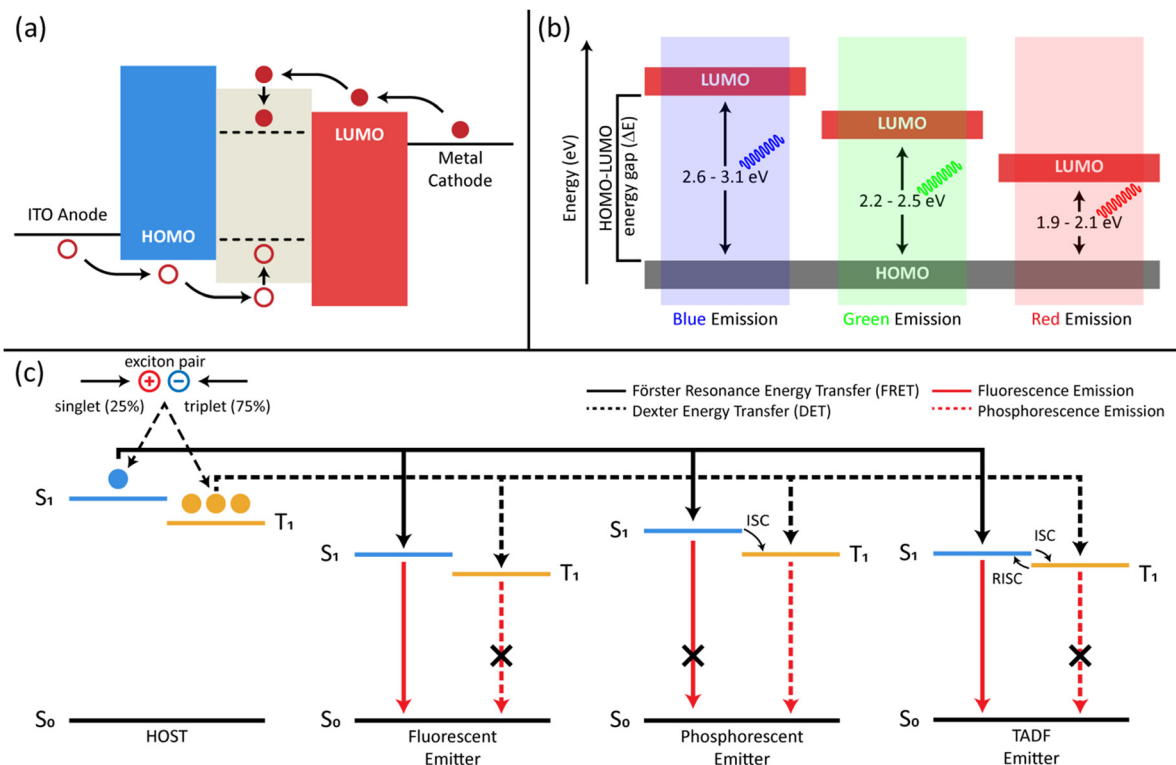 (a)
LUMO
Metal
Cathode
ITO Anode
HOMO
(b)
Energy (eV)
HOMO-LUMO
energy gap (ΔE)
LUMO
2.6 - 3.1 eV
LUMO
2.2 - 2.5 eV
LUMO
1.9 - 2.1 eV
HOMO
Blue Emission
Green Emission
Red Emission
(c)
exciton pair
+ −
singlet (25%) triplet (75%)
Förster Resonance Energy Transfer (FRET)
Dexter Energy Transfer (DET)
Fluorescence Emission
Phosphorescence Emission
S₁
T₁
S₀
HOST
S₁
T₁
S₀
Fluorescent
Emitter
S₁
ISC
T₁
S₀
Phosphorescent
Emitter
S₁
ISC
RISC
T₁
S₀
TADF
Emitter